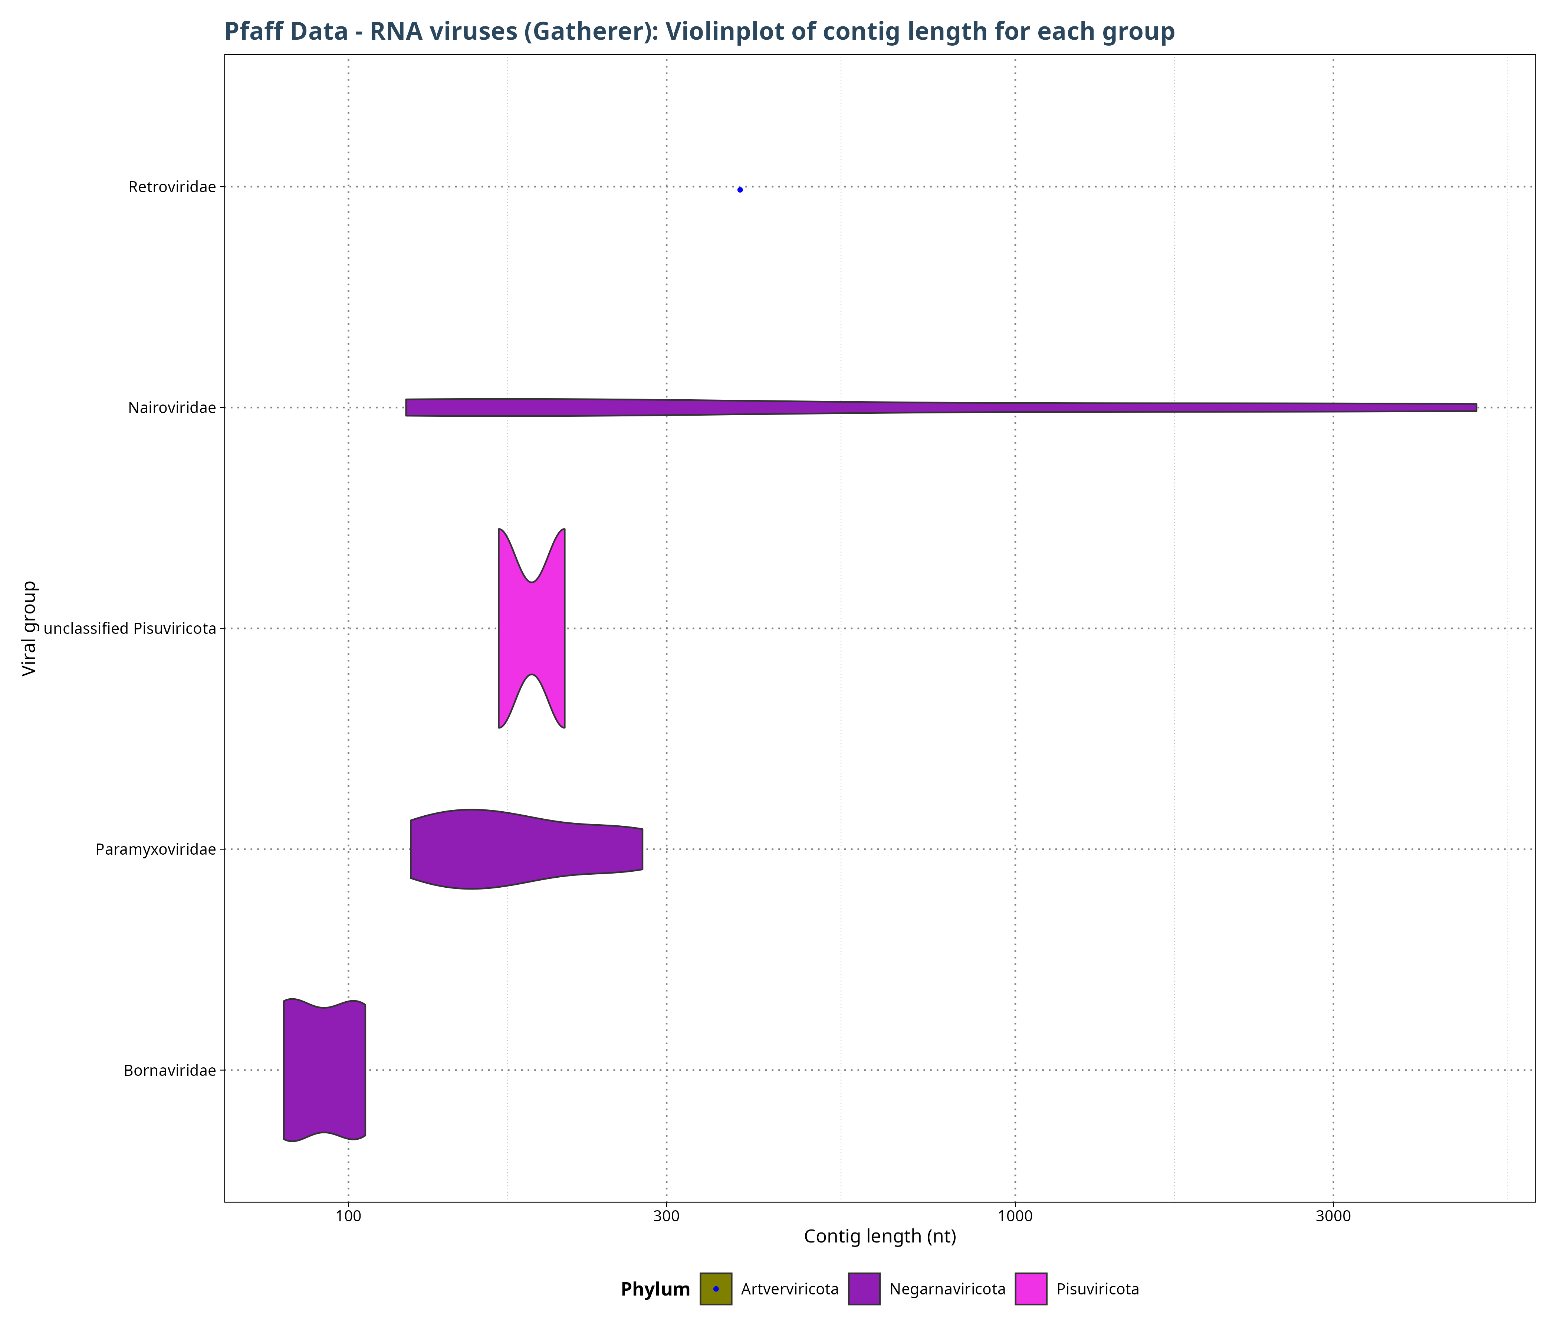 Pfaff Data - RNA viruses (Gatherer): Violinplot of contig length for each group
Viral group
Retroviridae
Nairoviridae
unclassified Pisuviricota
Paramyxoviridae
Bornaviridae
100 300 1000 3000
Contig length (nt)
Phylum Artverviricota Negarnaviricota Pisuviricota